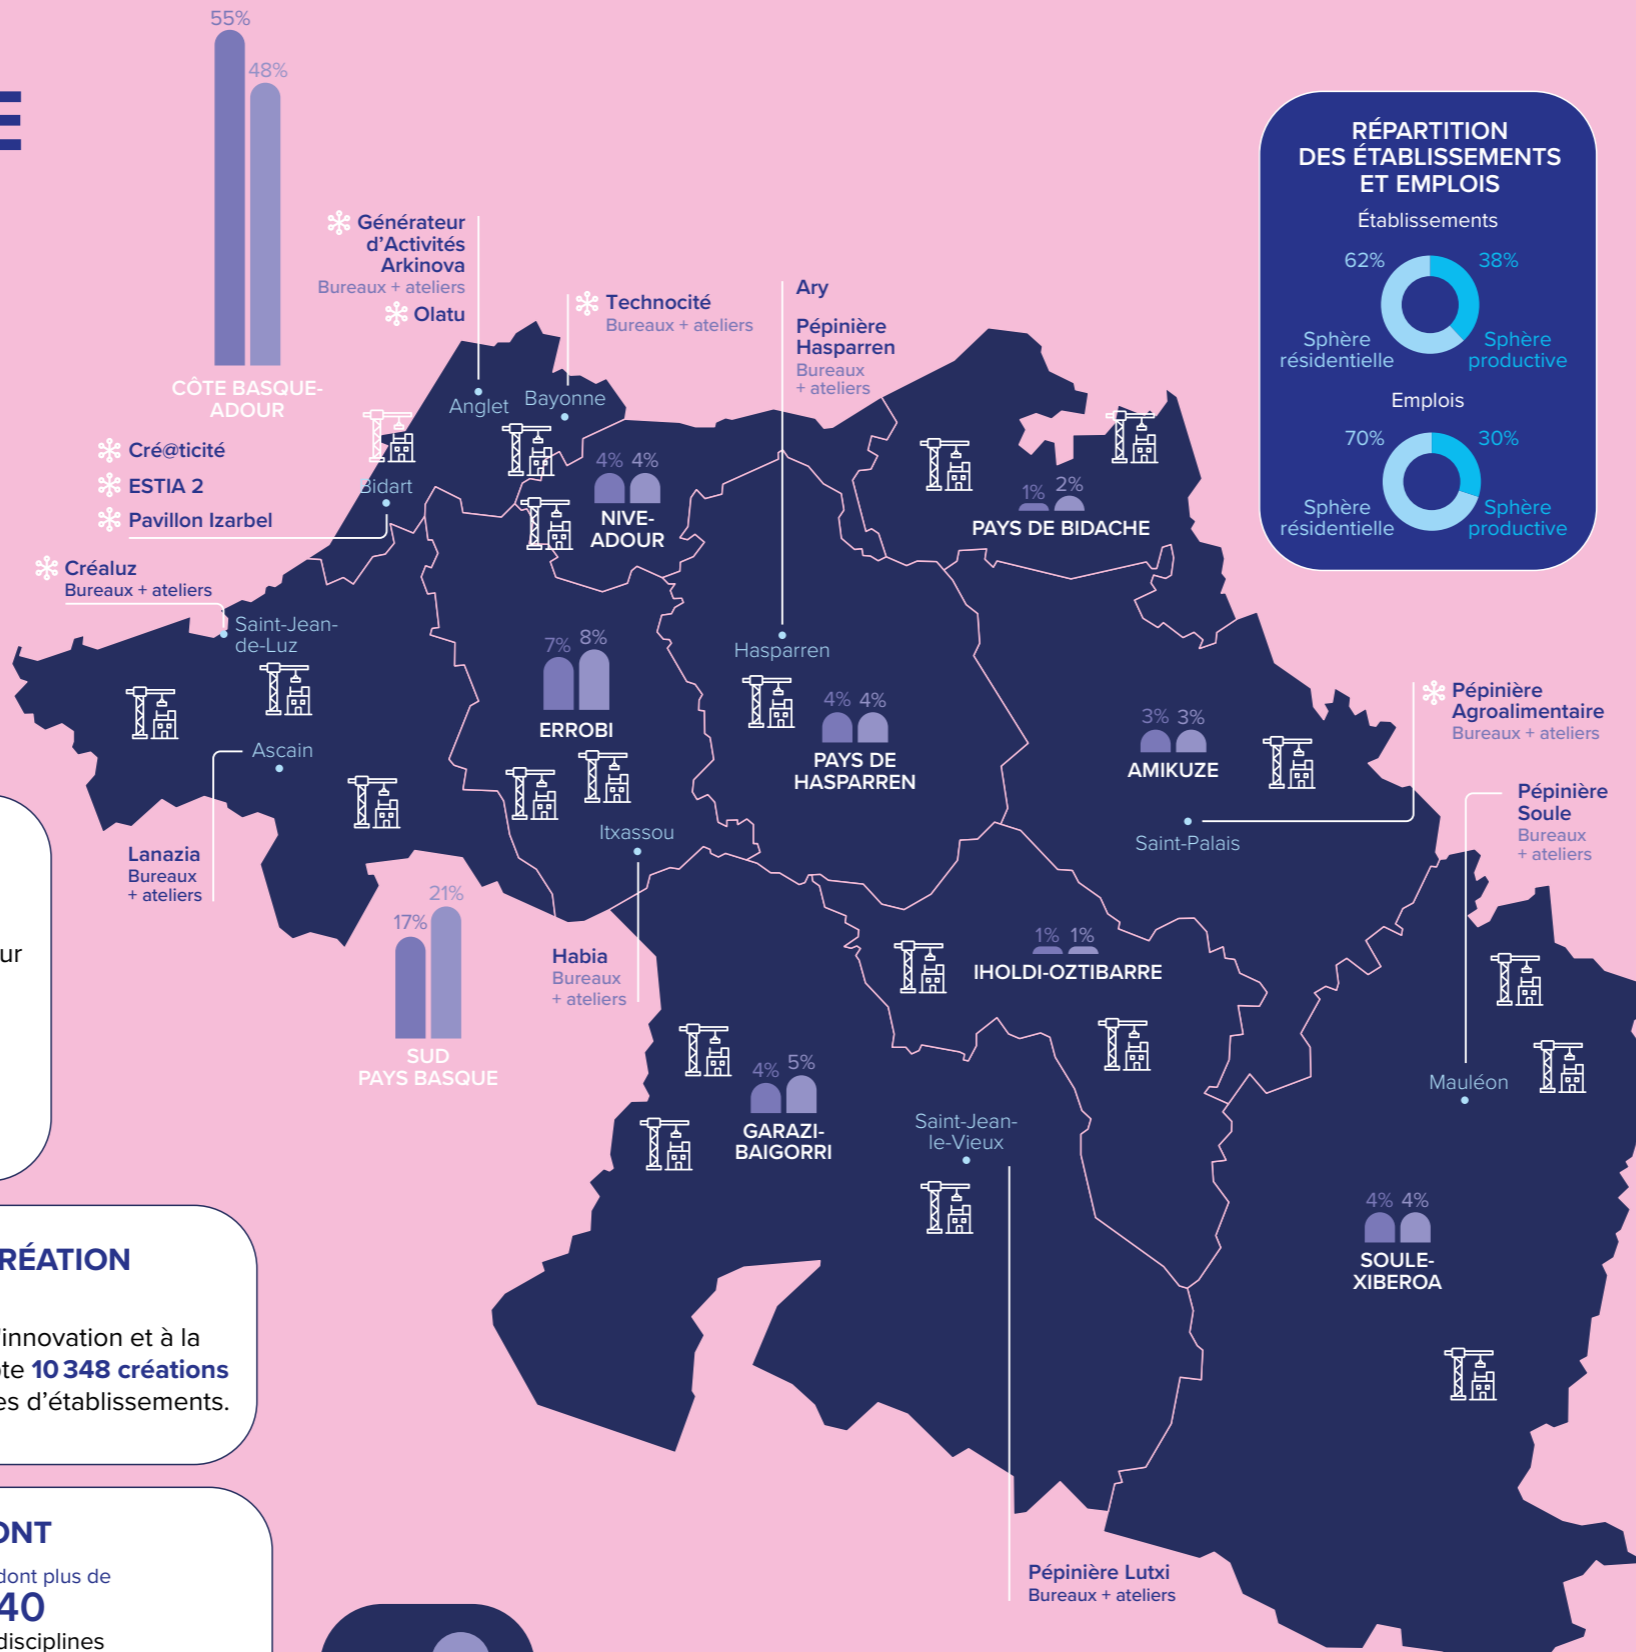 E
55%
48%
CÔTE BASQUE-
ADOUR
Générateur
d'Activités
Arkinova
Bureaux + ateliers
Olatu
Technocité
Bureaux + ateliers
Ary
Pépinière
Hasparren
Bureaux
+ ateliers
RÉPARTITION
DES ÉTABLISSEMENTS
ET EMPLOIS
Établissements
62%
38%
Sphère
résidentielle
Sphère
productive
Emplois
70%
30%
Sphère
résidentielle
Sphère
productive
Cré@ticité
ESTIA 2
Pavillon Izarbel
Créaluz
Bureaux + ateliers
Anglet
Bayonne
Bidart
4% 4%
NIVE-
ADOUR
1% 2%
PAYS DE BIDACHE
Saint-Jean-
de-Luz
7% 8%
ERROBI
Hasparren
4% 4%
PAYS DE
HASPARREN
3% 3%
AMIKUZE
Saint-Palais
Pépinière
Agroalimentaire
Bureaux + ateliers
Pépinière
Soule
Bureaux
+ ateliers
Ascain
Itxassou
Lanazia
Bureaux
+ ateliers
17%
21%
SUD
PAYS BASQUE
Habia
Bureaux
+ ateliers
1% 1%
IHOLDI-OZTIBARRE
4% 5%
GARAZI-
BAIGORRI
Saint-Jean-
le-Vieux
Mauléon
4% 4%
SOULE-
XIBEROA
Pépinière Lutxi
Bureaux + ateliers
ur
RÉATION
'innovation et à la
te 10 348 créations
es d'établissements.
ONT
dont plus de
40
disciplines